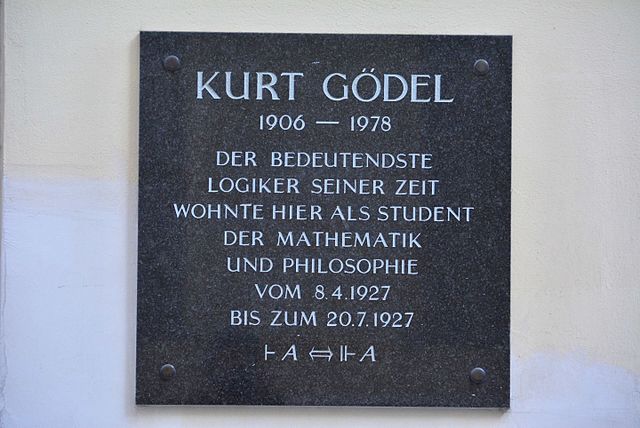 KURT GÖDEL
1906 — 1978
DER BEDEUTENDSTE
LOGIKER SEINER ZEIT
WOHNTE HIER ALS STUDENT
DER MATHEMATIK
UND PHILOSOPHIE
VOM 8.4.1927
BIS ZUM 20.7.1927
⊦ A ⟺ ⊪ A